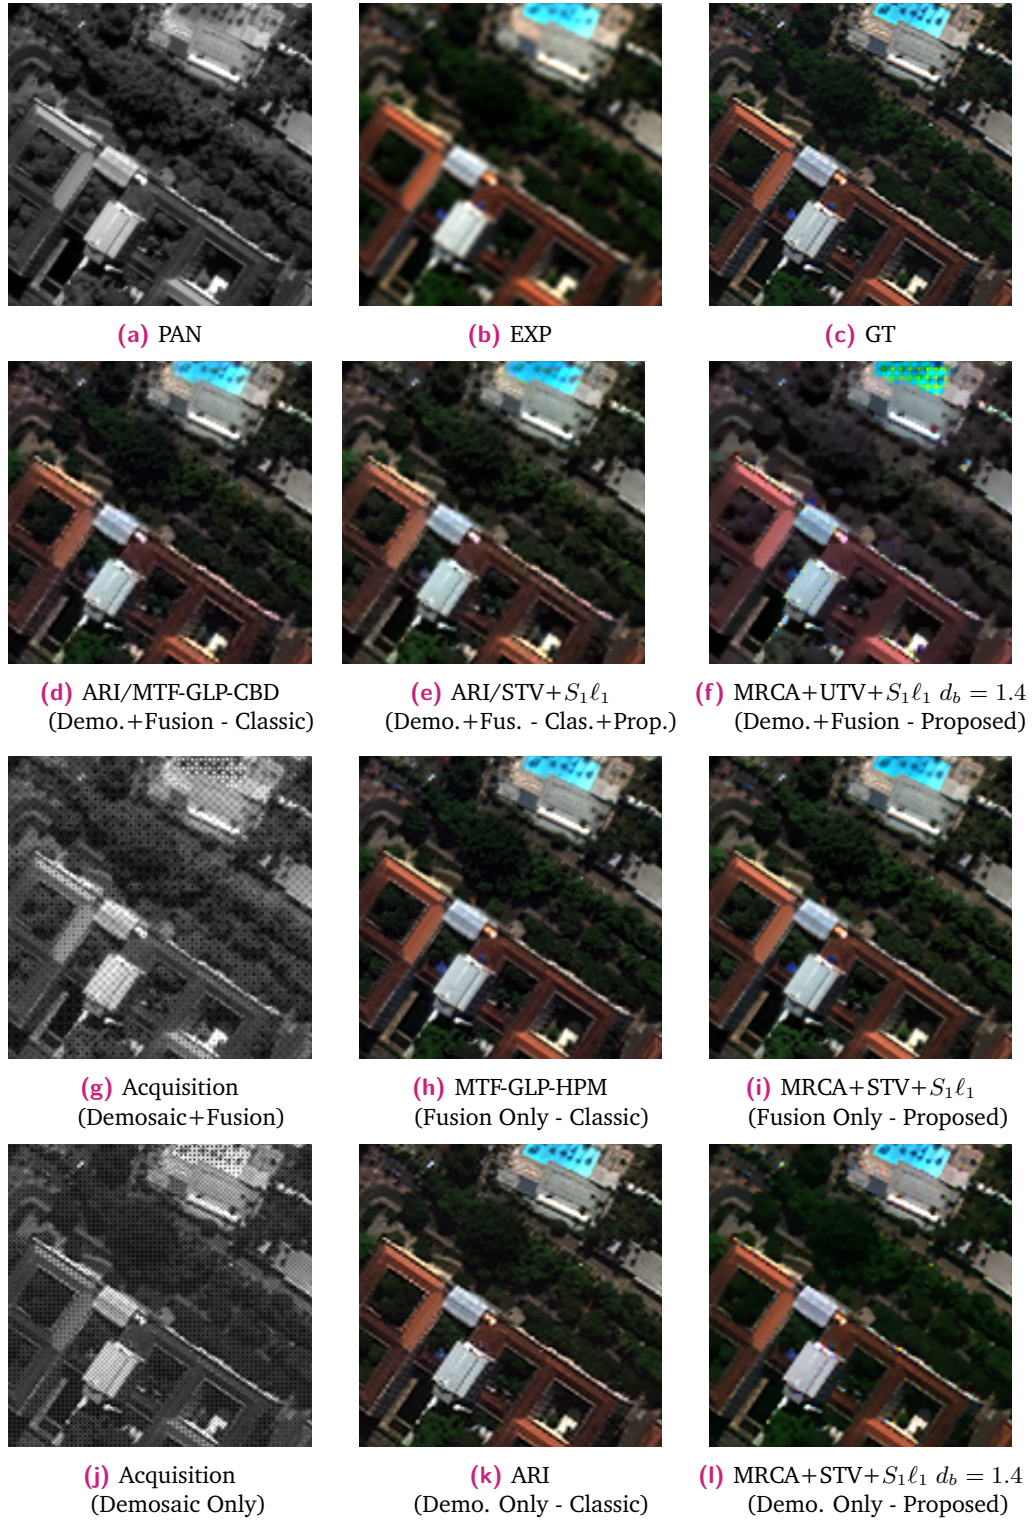 (a) PAN
(b) EXP
(c) GT
(d) ARI/MTF-GLP-CBD
(Demo.+Fusion - Classic)
(e) ARI/STV+S₁ℓ₁
(Demo.+Fus. - Clas.+Prop.)
(f) MRCA+UTV+S₁ℓ₁ d_b = 1.4
(Demo.+Fusion - Proposed)
(g) Acquisition
(Demosaic+Fusion)
(h) MTF-GLP-HPM
(Fusion Only - Classic)
(i) MRCA+STV+S₁ℓ₁
(Fusion Only - Proposed)
(j) Acquisition
(Demosaic Only)
(k) ARI
(Demo. Only - Classic)
(l) MRCA+STV+S₁ℓ₁ d_b = 1.4
(Demo. Only - Proposed)